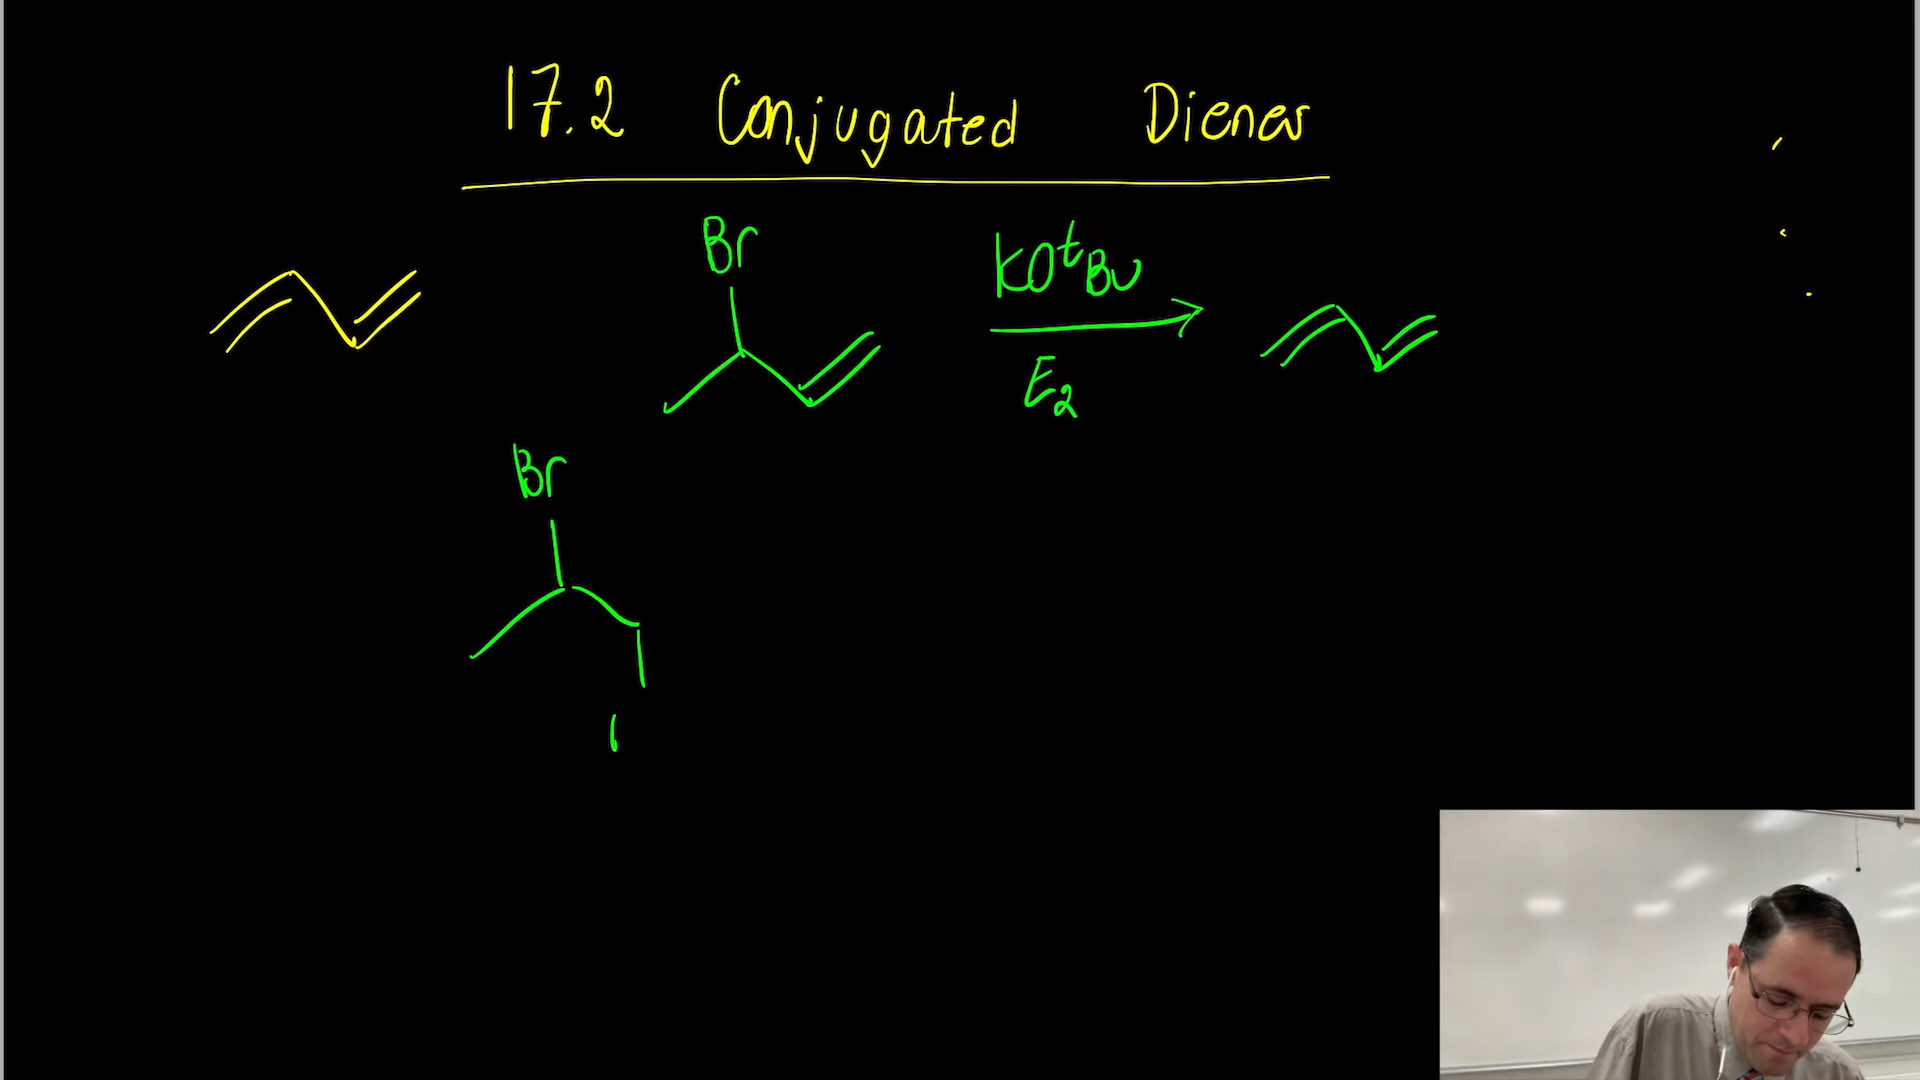 17.2 Conjugated Dienes
Br
KOtBu
E2
Br